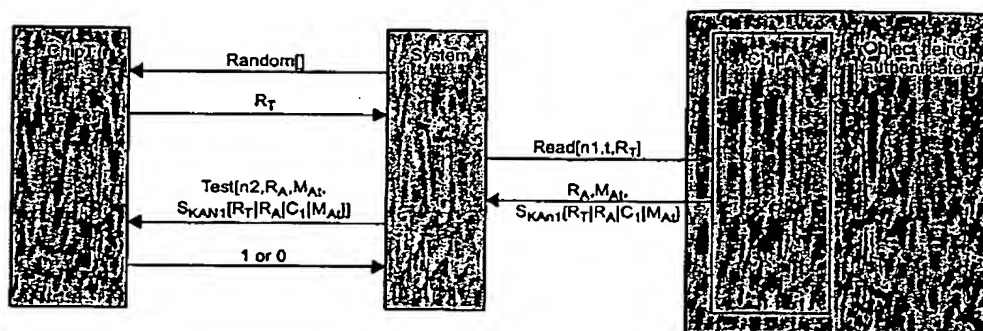 ChipT
System
ChipA
Object being
authenticated
Random[]
R_T
Read[n1,t,R_T]
Test[n2,R_A,M_At,
S_KAN1[R_T|R_A|C_1|M_At]]
R_A,M_At,
S_KAn1[R_T|R_A|C_1|M_At]
1 or 0